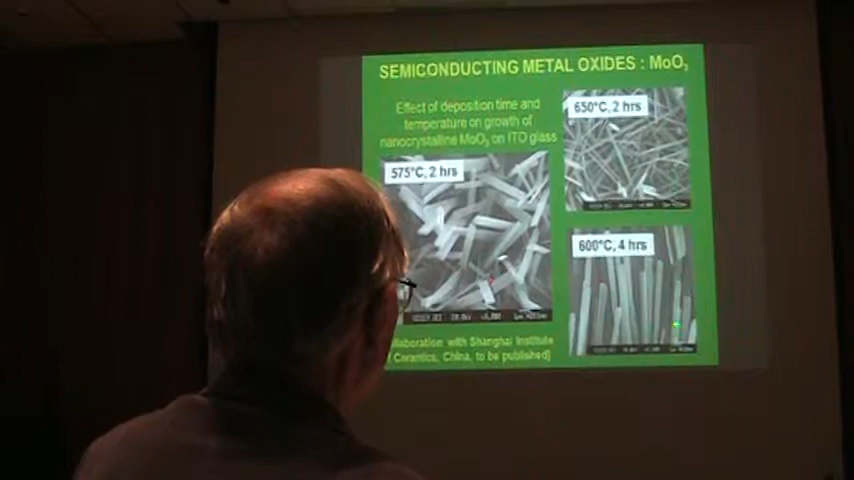 SEMICONDUCTING METAL OXIDES : MoO₃
Effect of deposition time and
temperature on growth of
nanocrystalline MoO₃ on ITO glass
575°C, 2 hrs
650°C, 2 hrs
600°C, 4 hrs
with Shanghai Institute
Ceramics, China, to be published]